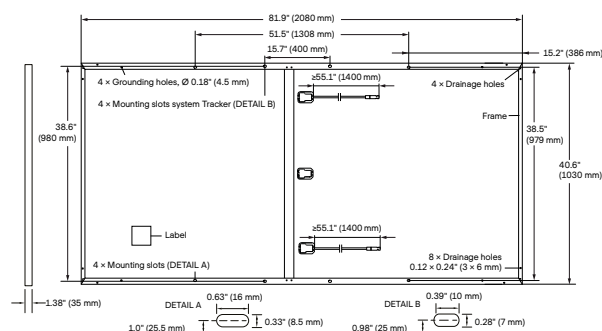 81.9" (2080 mm)
51.5" (1308 mm)
15.7" (400 mm)
15.2" (386 mm)
4 × Grounding holes, Ø 0.18" (4.5 mm)
≥55.1" (1400 mm)
4 × Drainage holes
4 × Mounting slots system Tracker (DETAIL B)
Frame
38.6"
(980 mm)
38.5"
(979 mm)
40.6"
(1030 mm)
Label
≥55.1" (1400 mm)
4 × Mounting slots (DETAIL A)
8 × Drainage holes
0.12 × 0.24" (3 × 6 mm)
1.38" (35 mm)
DETAIL A
0.63" (16 mm)
0.33" (8.5 mm)
1.0" (25.5 mm)
DETAIL B
0.39" (10 mm)
0.28" (7 mm)
0.98" (25 mm)